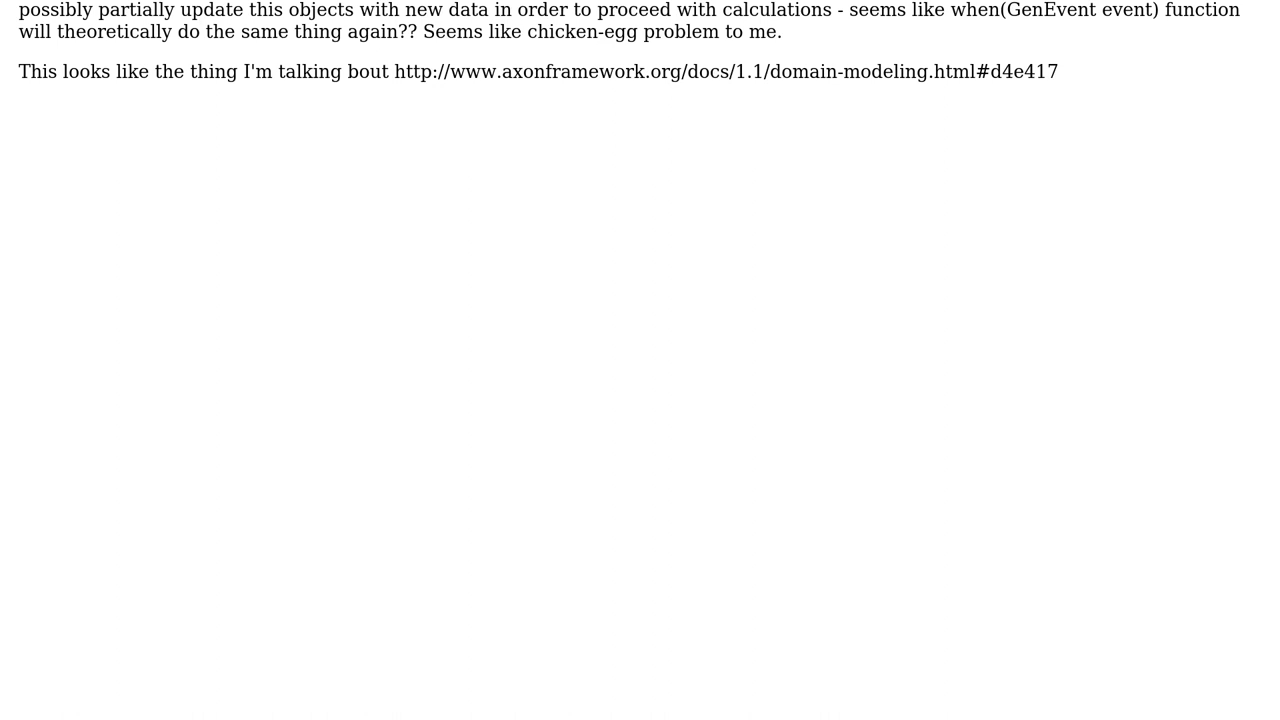 possibly partially update this objects with new data in order to proceed with calculations - seems like when(GenEvent event) function
will theoretically do the same thing again?? Seems like chicken-egg problem to me.
This looks like the thing I'm talking bout http://www.axonframework.org/docs/1.1/domain-modeling.html#d4e417